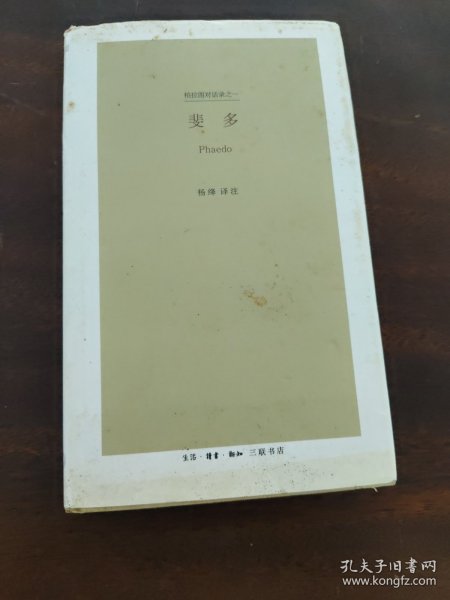 柏拉图对话录之一
斐多
Phaedo
杨绛 译注
生活·讀書·新知 三联书店
孔夫子旧书网
www.kongfz.com